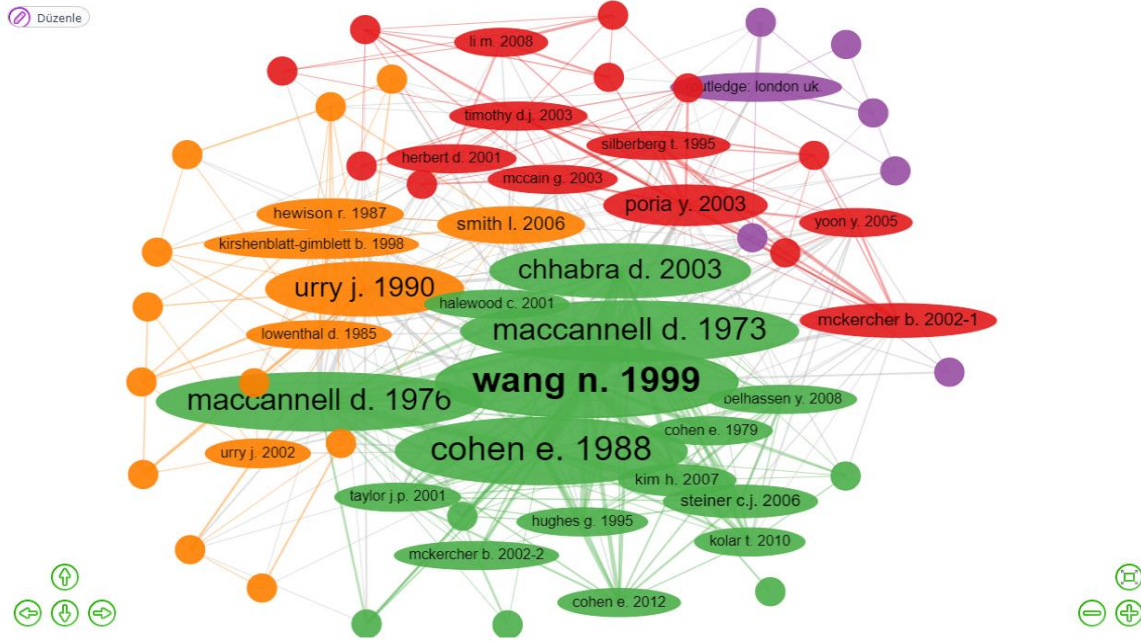 Düzenle
li m. 2008
outledge: london uk.
timothy d.j. 2003
silberberg t. 1995
herbert d. 2001
mccain g. 2003
poria y. 2003
hewison r. 1987
smith l. 2006
yoon y. 2005
kirshenblatt-gimblett b. 1998
chhabra d. 2003
urry j. 1990
halewood c. 2001
mckercher b. 2002-1
maccannell d. 1973
lowenthal d. 1985
wang n. 1999
maccannell d. 1976
belhassen y. 2008
cohen e. 1979
cohen e. 1988
urry j. 2002
kim h. 2007
taylor j.p. 2001
steiner c.j. 2006
hughes g. 1995
kolar t. 2010
mckercher b. 2002-2
cohen e. 2012